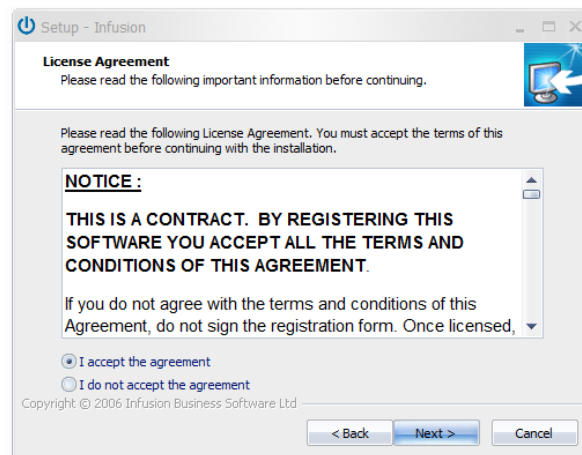 Setup - Infusion
License Agreement
Please read the following important information before continuing.
Please read the following License Agreement. You must accept the terms of this
agreement before continuing with the installation.
NOTICE :
THIS IS A CONTRACT. BY REGISTERING THIS
SOFTWARE YOU ACCEPT ALL THE TERMS AND
CONDITIONS OF THIS AGREEMENT.
If you do not agree with the terms and conditions of this
Agreement, do not sign the registration form. Once licensed,
I accept the agreement
I do not accept the agreement
Copyright © 2006 Infusion Business Software Ltd
< Back Next > Cancel